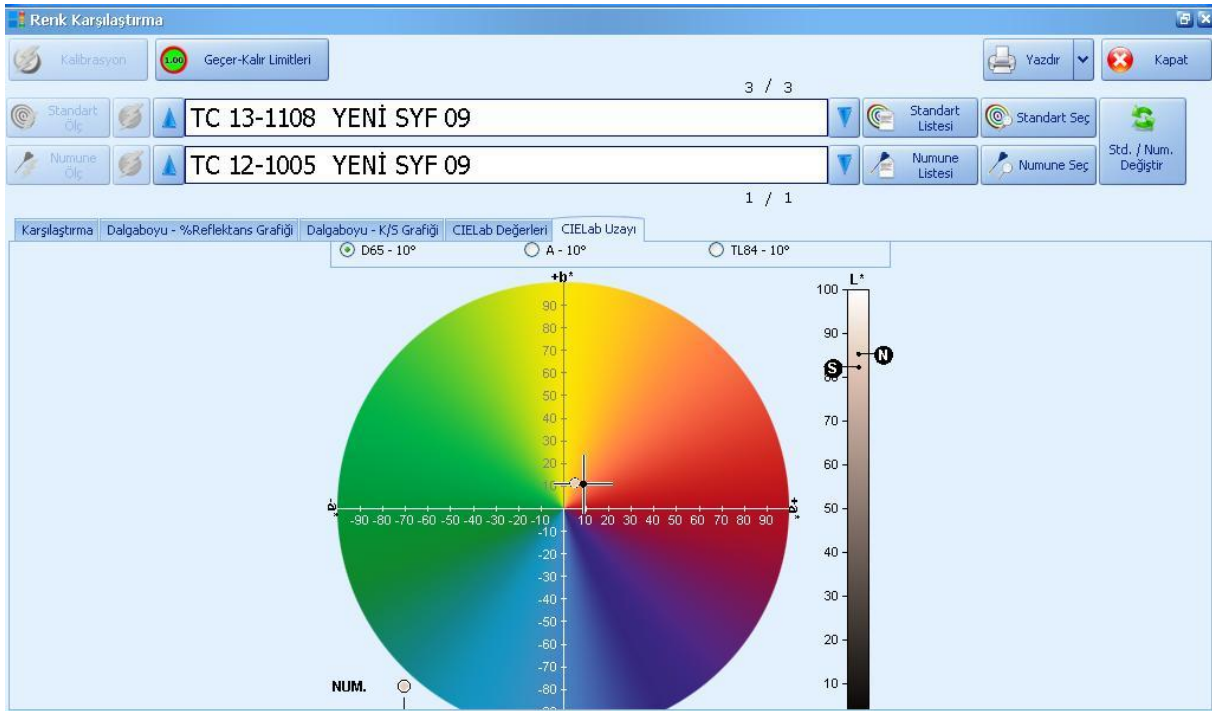 Renk Karşılaştırma
Kalibrasyon
1.00
Geçer-Kalır Limitleri
Yazdır
Kapat
3 / 3
Standart Ölç
TC 13-1108 YENİ SYF 09
Standart Listesi
Standart Seç
Std. / Num. Değiştir
Numune Ölç
TC 12-1005 YENİ SYF 09
Numune Listesi
Numune Seç
1 / 1
Karşılaştırma
Dalgaboyu - %Reflektans Grafiği
Dalgaboyu - K/S Grafiği
CIELab Değerleri
CIELab Uzayı
D65 - 10°
A - 10°
TL84 - 10°
+b*
90
80
70
60
50
40
30
20
10
-a*
-90 -80 -70 -60 -50 -40 -30 -20 -10
10 20 30 40 50 60 70 80 90
+a*
-10
-20
-30
-40
-50
-60
-70
-80
-90
NUM.
L*
100
90
N
S
80
70
60
50
40
30
20
10